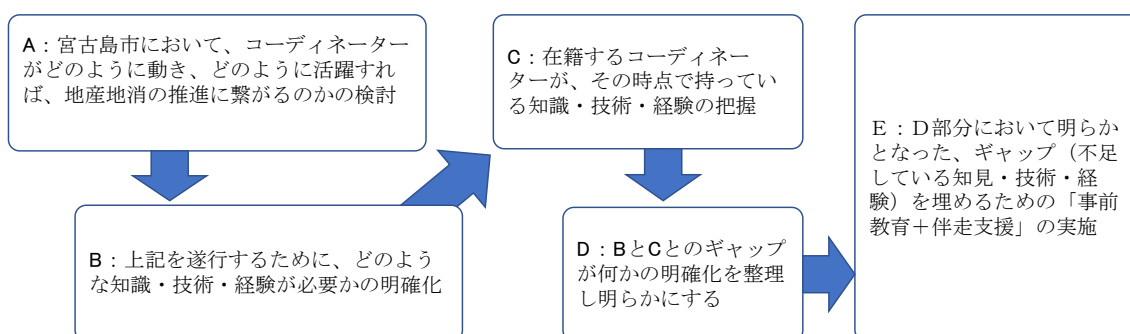 A：宮古島市において、コーディネーター
がどのように動き、どのように活躍すれ
ば、地産地消の推進に繋がるのかの検討
B：上記を遂行するために、どのよう
な知識・技術・経験が必要かの明確化
C：在籍するコーディネー
ターが、その時点で持ってい
る知識・技術・経験の把握
D：BとCとのギャップ
が何かの明確化を整理
し明らかにする
Ｅ：Ｄ部分において明らか
となった、ギャップ（不足
している知見・技術・経
験）を埋めるための「事前
教育＋伴走支援」の実施